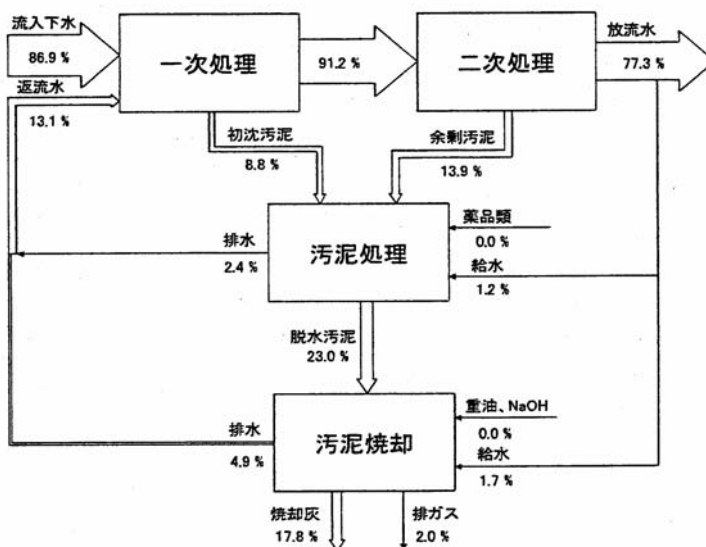 流入下水
86.9 %
返流水
13.1 %
一次処理
91.2 %
二次処理
放流水
77.3 %
初沈汚泥
8.8 %
余剰汚泥
13.9 %
汚泥処理
薬品類
0.0 %
給水
1.2 %
排水
2.4 %
脱水汚泥
23.0 %
汚泥焼却
重油、NaOH
0.0 %
給水
1.7 %
排水
4.9 %
焼却灰
17.8 %
排ガス
2.0 %